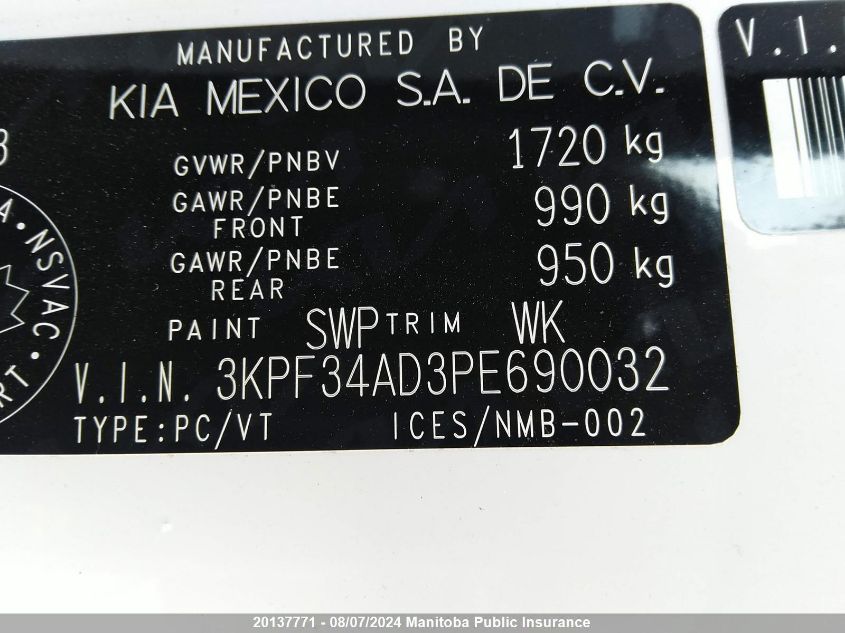 MANUFACTURED BY
KIA MEXICO S.A. DE C.V.
GVWR/PNBV 1720 kg
GAWR/PNBE FRONT 990 kg
GAWR/PNBE REAR 950 kg
PAINT SWP TRIM WK
V.I.N. 3KPF34AD3PE690032
TYPE:PC/VT ICES/NMB-002
NSVAC
V.I.
20137771 - 08/07/2024 Manitoba Public Insurance